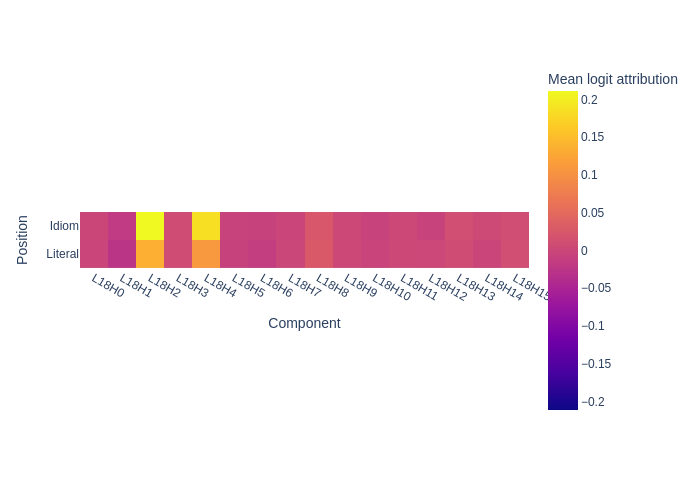 Mean logit attribution
0.2
0.15
0.1
0.05
0
−0.05
−0.1
−0.15
−0.2
Position
Idiom
Literal
L18H0
L18H1
L18H2
L18H3
L18H4
L18H5
L18H6
L18H7
L18H8
L18H9
L18H10
L18H11
L18H12
L18H13
L18H14
L18H15
Component